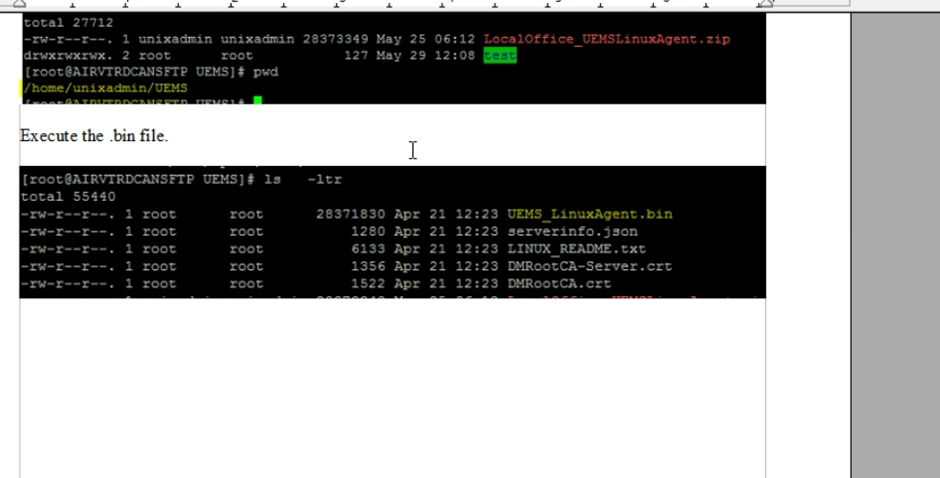 total 27712
-rw-r--r--. 1 unixadmin unixadmin 28373349 May 25 06:12 LocalOffice_UEMSLinuxAgent.zip
drwxrwxrwx. 2 root      root           127 May 29 12:08 test
[root@AIRVTRDCANSFTP UEMS]# pwd
/home/unixadmin/UEMS
[root@AIRVTRDCANSFTP UEMS]#
Execute the .bin file.
[root@AIRVTRDCANSFTP UEMS]# ls   -ltr
total 55440
-rw-r--r--. 1 root      root      28371830 Apr 21 12:23 UEMS_LinuxAgent.bin
-rw-r--r--. 1 root      root          1280 Apr 21 12:23 serverinfo.json
-rw-r--r--. 1 root      root          6133 Apr 21 12:23 LINUX_README.txt
-rw-r--r--. 1 root      root          1356 Apr 21 12:23 DMRootCA-Server.crt
-rw-r--r--. 1 root      root          1522 Apr 21 12:23 DMRootCA.crt